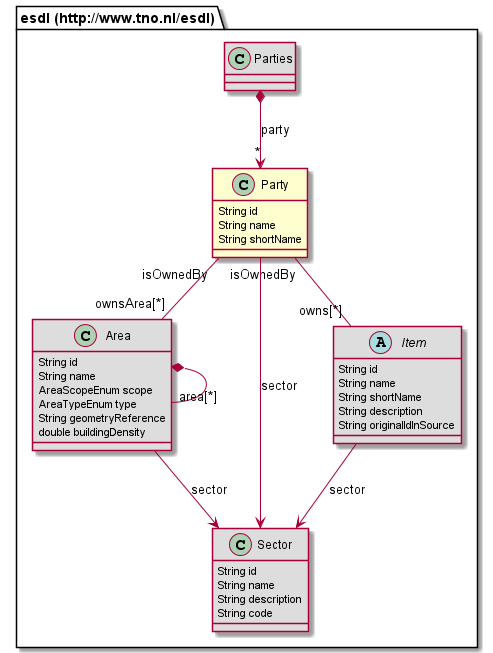 esdl (http://www.tno.nl/esdl)
C Parties
party
*
C Party
String id
String name
String shortName
isOwnedBy
isOwnedBy
ownsArea[*]
owns[*]
C Area
String id
String name
AreaScopeEnum scope
AreaTypeEnum type
String geometryReference
double buildingDensity
area[*]
sector
A Item
String id
String name
String shortName
String description
String originalIdInSource
sector
sector
C Sector
String id
String name
String description
String code